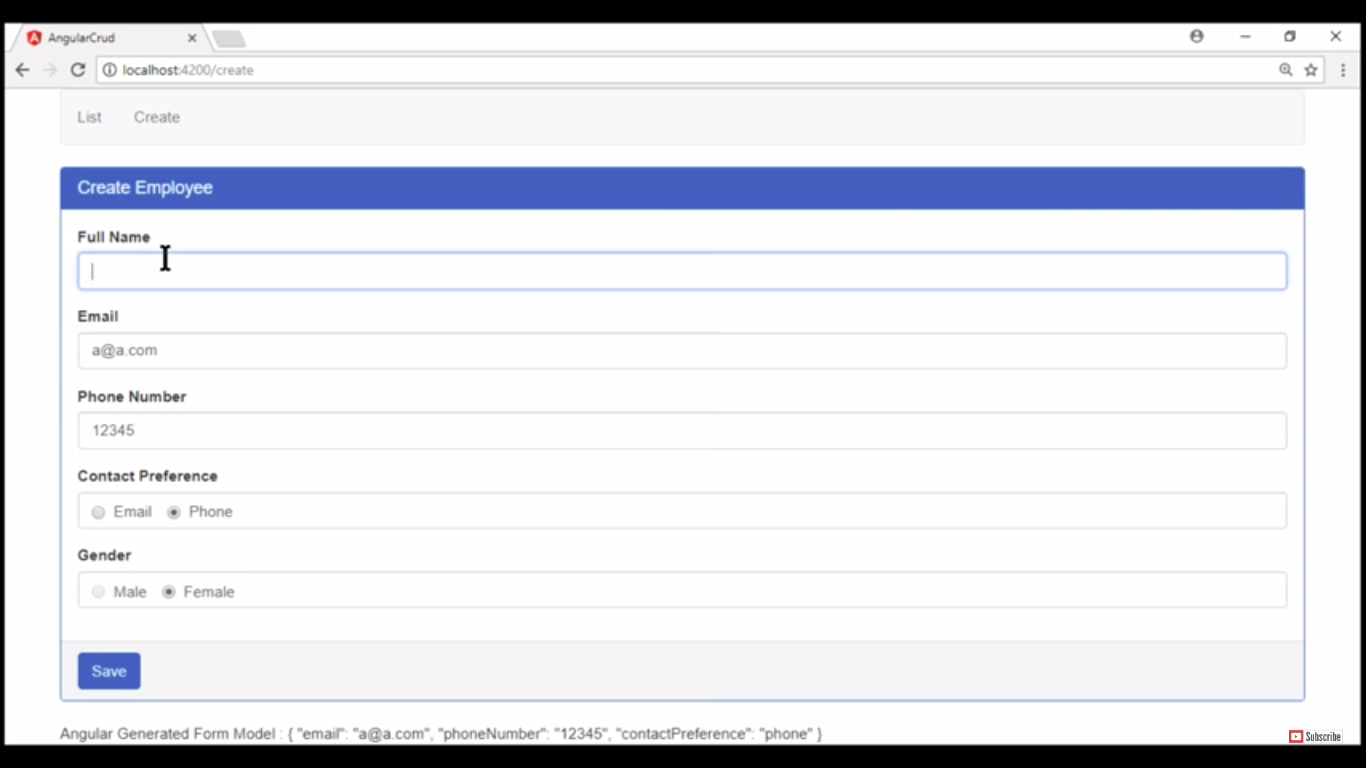 AngularCrud
localhost:4200/create
List Create
Create Employee
Full Name
Email
a@a.com
Phone Number
12345
Contact Preference
Email Phone
Gender
Male Female
Save
Angular Generated Form Model : { "email": "a@a.com", "phoneNumber": "12345", "contactPreference": "phone" }
Subscribe